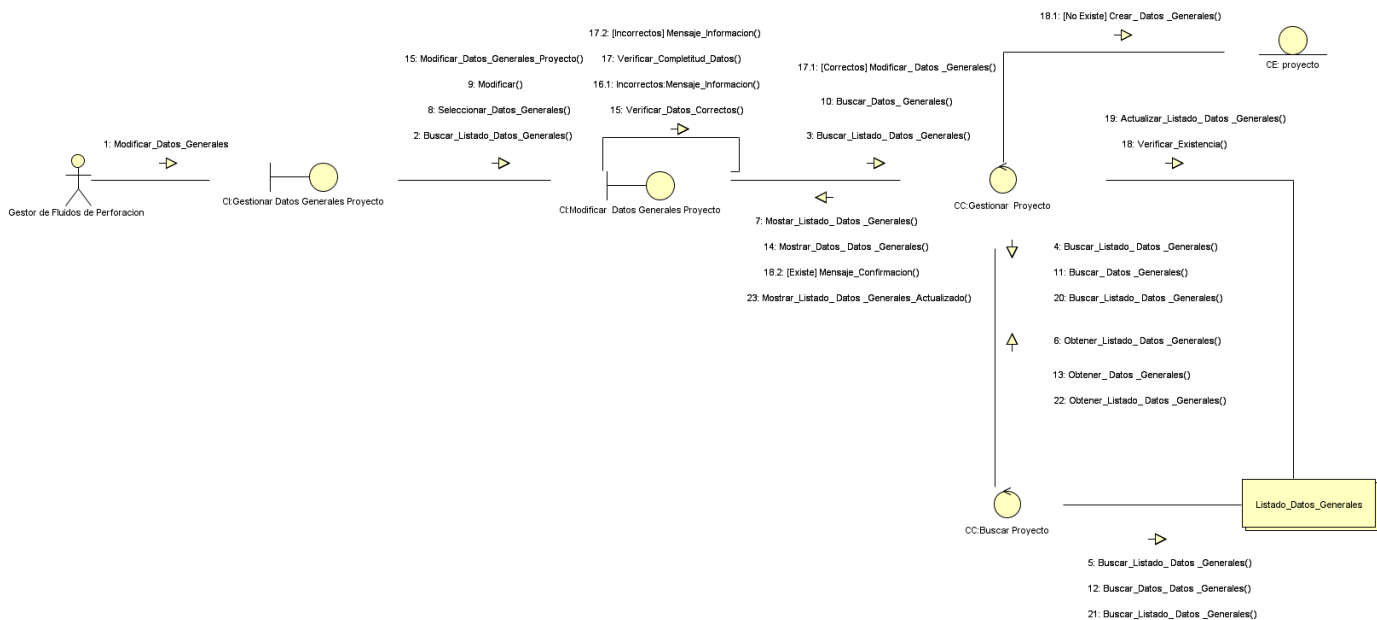 18.1: [No Existe] Crear_ Datos _Generales()
CE: proyecto
17.2: [Incorrectos] Mensaje_Informacion()
15: Modificar_Datos_Generales_Proyecto()
17: Verificar_Completitud_Datos()
17.1: [Correctos] Modificar_ Datos _Generales()
9: Modificar()
16.1: Incorrectos:Mensaje_Informacion()
10: Buscar_Datos_ Generales()
8: Seleccionar_Datos_Generales()
15: Verificar_Datos_Correctos()
19: Actualizar_Listado_ Datos _Generales()
2: Buscar_Listado_Datos_Generales()
3: Buscar_Listado_ Datos _Generales()
18: Verificar_Existencia()
1: Modificar_Datos_Generales
Gestor de Fluidos de Perforacion
CI:Gestionar Datos Generales Proyecto
CI:Modificar Datos Generales Proyecto
CC:Gestionar Proyecto
7: Mostar_Listado_ Datos _Generales()
14: Mostrar_Datos_ Datos _Generales()
18.2: [Existe] Mensaje_Confirmacion()
23: Mostrar_Listado_ Datos _Generales_Actualizado()
4: Buscar_Listado_ Datos _Generales()
11: Buscar_ Datos _Generales()
20: Buscar_Listado_ Datos _Generales()
6: Obtener_Listado_ Datos _Generales()
13: Obtener_ Datos _Generales()
22: Obtener_Listado_ Datos _Generales()
Listado_Datos_Generales
CC:Buscar Proyecto
5: Buscar_Listado_ Datos _Generales()
12: Buscar_Datos_ Datos _Generales()
21: Buscar_Listado_ Datos _Generales()